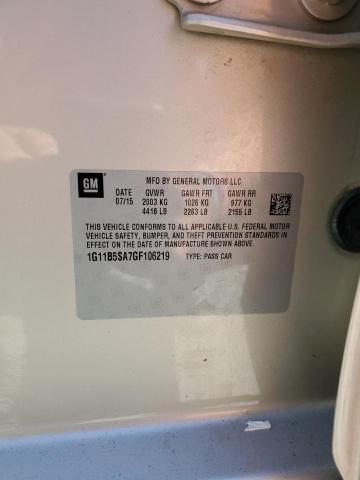 GM
MFD BY GENERAL MOTORS LLC
DATE GVWR GAWR FRT GAWR RR
07/15 2003 KG 1026 KG 977 KG
4418 LB 2263 LB 2155 LB
THIS VEHICLE CONFORMS TO ALL APPLICABLE U.S. FEDERAL MOTOR
VEHICLE SAFETY, BUMPER, AND THEFT PREVENTION STANDARDS
IN EFFECT ON THE DATE OF MANUFACTURE SHOWN ABOVE.
1G11B5SA7GF106219 TYPE: PASS CAR